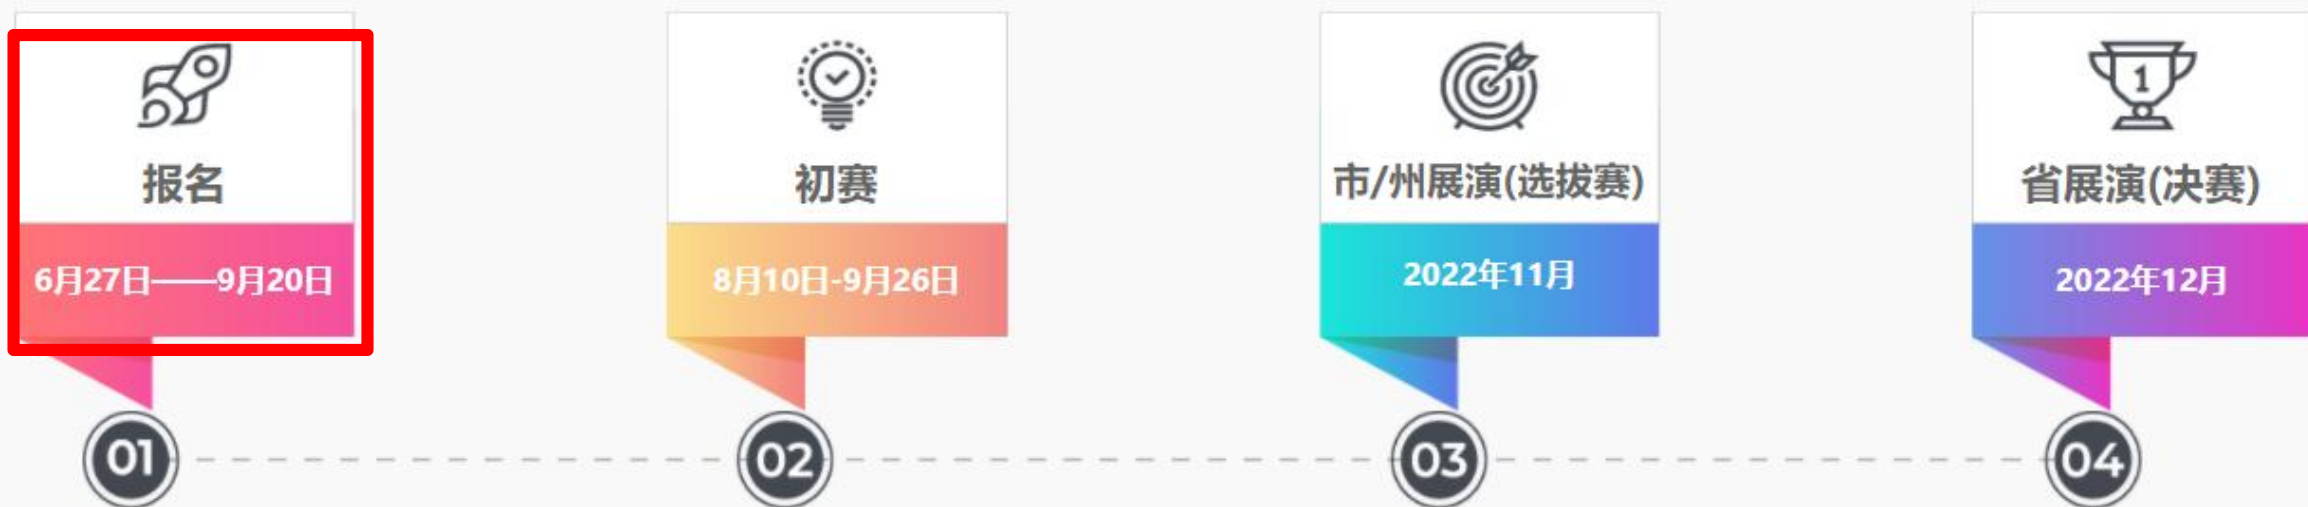 报名
6月27日——9月20日
01
初赛
8月10日-9月26日
02
市/州展演(选拔赛)
2022年11月
03
1
省展演(决赛)
2022年12月
04